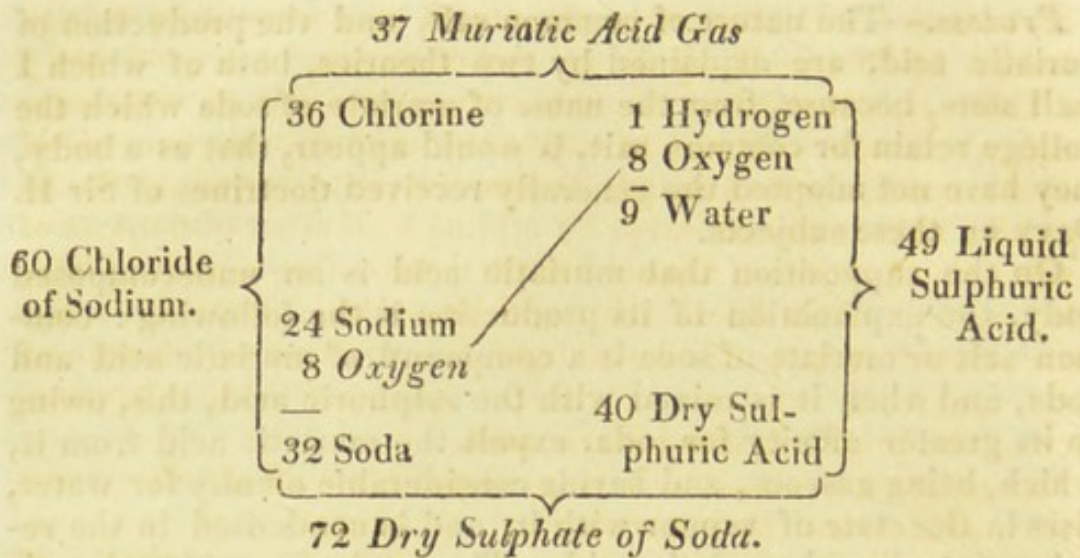 37 Muriatic Acid Gas
36 Chlorine
1 Hydrogen
8 Oxygen
9 Water
60 Chloride
of Sodium.
49 Liquid
Sulphuric
Acid.
24 Sodium
8 Oxygen
32 Soda
40 Dry Sul-
phuric Acid
72 Dry Sulphate of Soda.